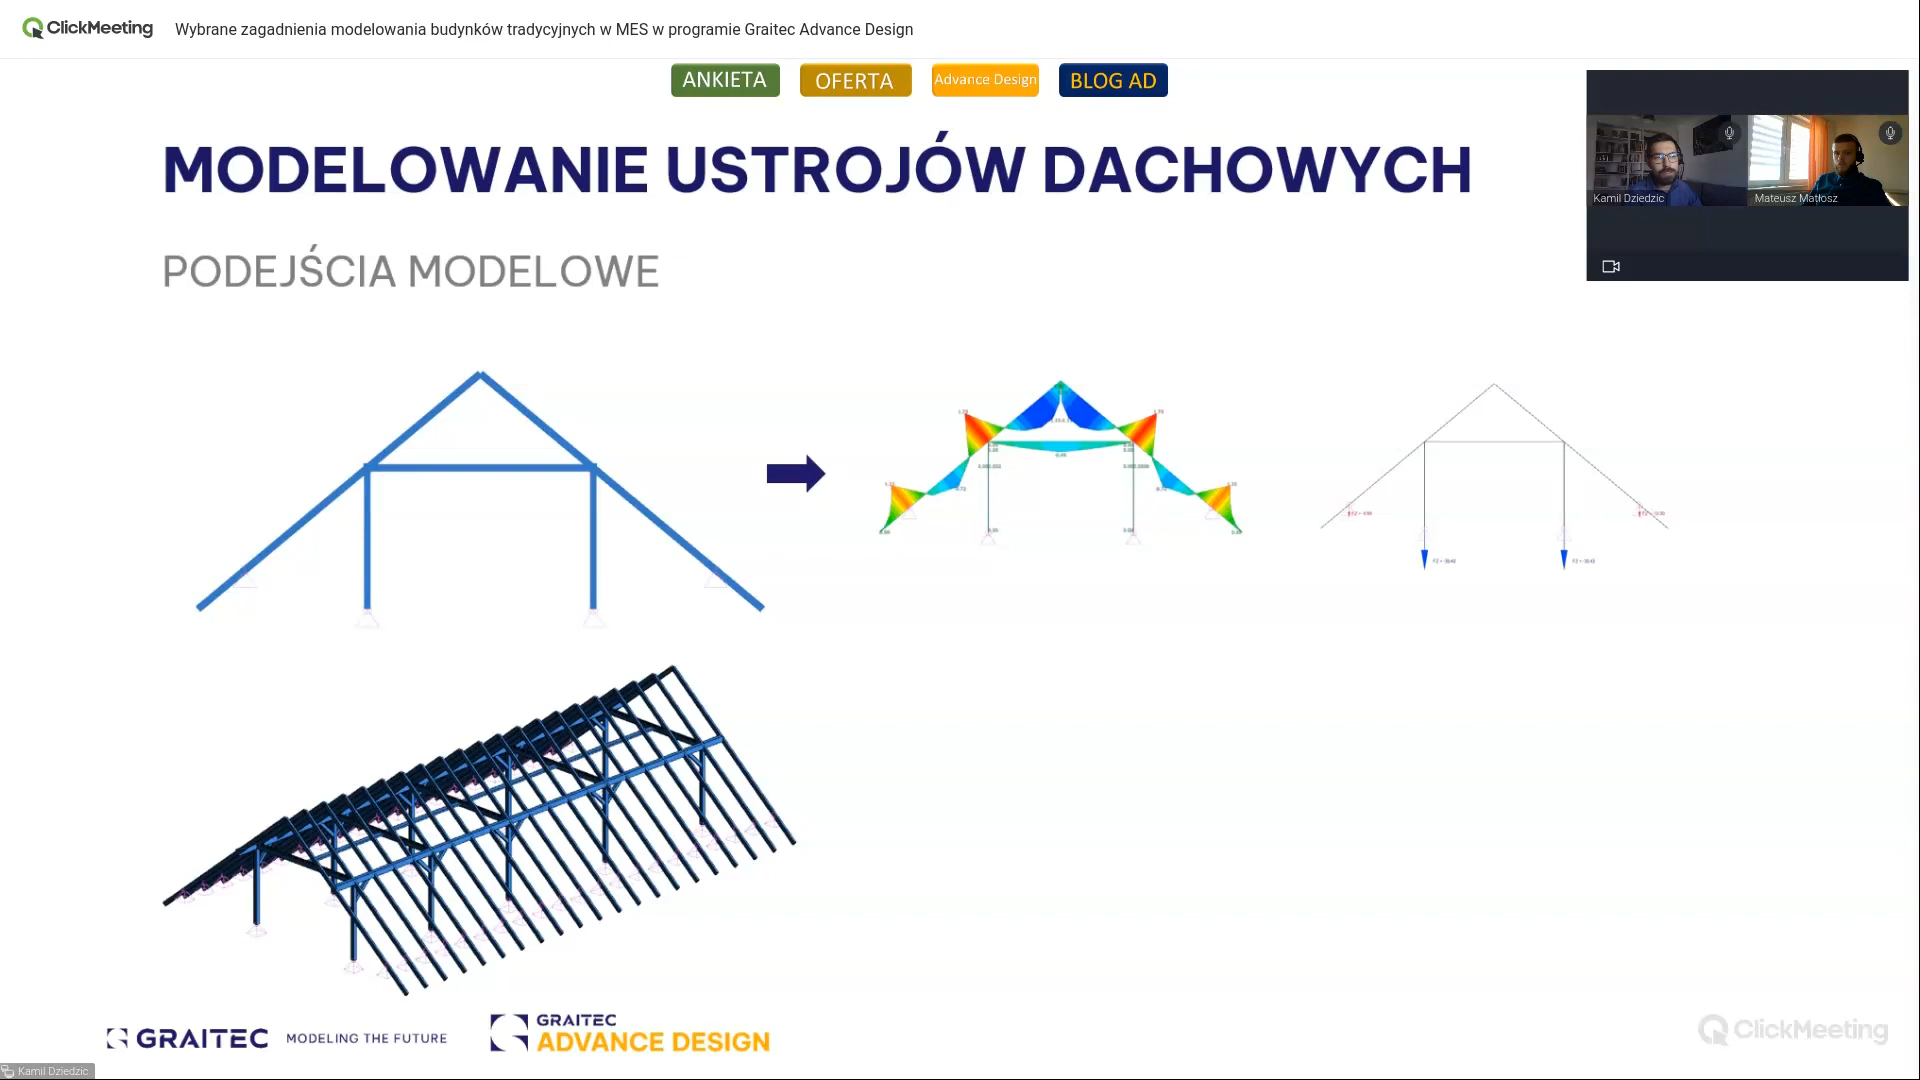 ClickMeeting
Wybrane zagadnienia modelowania budynków tradycyjnych w MES w programie Graitec Advance Design
ANKIETA
OFERTA
Advance Design
BLOG AD
MODELOWANIE USTROJÓW DACHOWYCH
PODEJŚCIA MODELOWE
Kamil Dziedzic
Mateusz Matłosz
GRAITEC
MODELING THE FUTURE
GRAITEC
ADVANCE DESIGN
ClickMeeting
Kamil Dziedzic